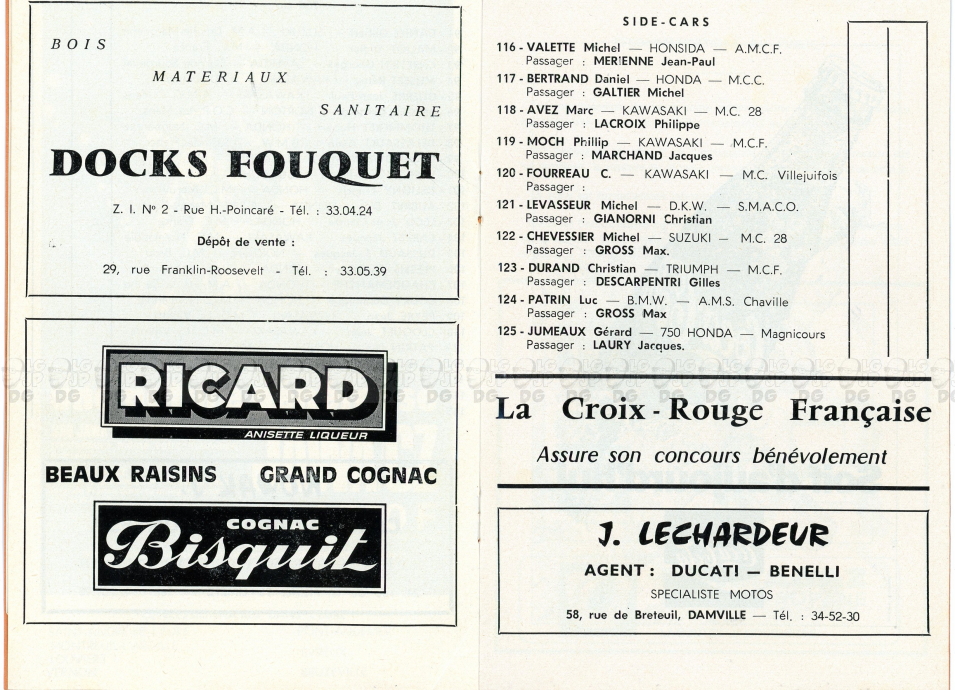 BOIS
MATERIAUX
SANITAIRE
DOCKS FOUQUET
Z. I. Nº 2 - Rue H.-Poincaré - Tél. : 33.04.24
Dépôt de vente :
29, rue Franklin-Roosevelt - Tél. : 33.05.39
RICARD
ANISETTE LIQUEUR
BEAUX RAISINS GRAND COGNAC
COGNAC
Bisquit
SIDE-CARS
116 - VALETTE Michel — HONSIDA — A.M.C.F.
Passager : MERIENNE Jean-Paul
117 - BERTRAND Daniel — HONDA — M.C.C.
Passager : GALTIER Michel
118 - AVEZ Marc — KAWASAKI — M.C. 28
Passager : LACROIX Philippe
119 - MOCH Phillip — KAWASAKI — M.C.F.
Passager : MARCHAND Jacques
120 - FOURREAU C. — KAWASAKI — M.C. Villejuifois
Passager :
121 - LEVASSEUR Michel — D.K.W. — S.M.A.C.O.
Passager : GIANORNI Christian
122 - CHEVESSIER Michel — SUZUKI — M.C. 28
Passager : GROSS Max.
123 - DURAND Christian — TRIUMPH — M.C.F.
Passager : DESCARPENTRI Gilles
124 - PATRIN Luc — B.M.W. — A.M.S. Chaville
Passager : GROSS Max
125 - JUMEAUX Gérard — 750 HONDA — Magnicours
Passager : LAURY Jacques.
La Croix-Rouge Française
Assure son concours bénévolement
J. LECHARDEUR
AGENT : DUCATI — BENELLI
SPECIALISTE MOTOS
58, rue de Breteuil, DAMVILLE — Tél. : 34-52-30